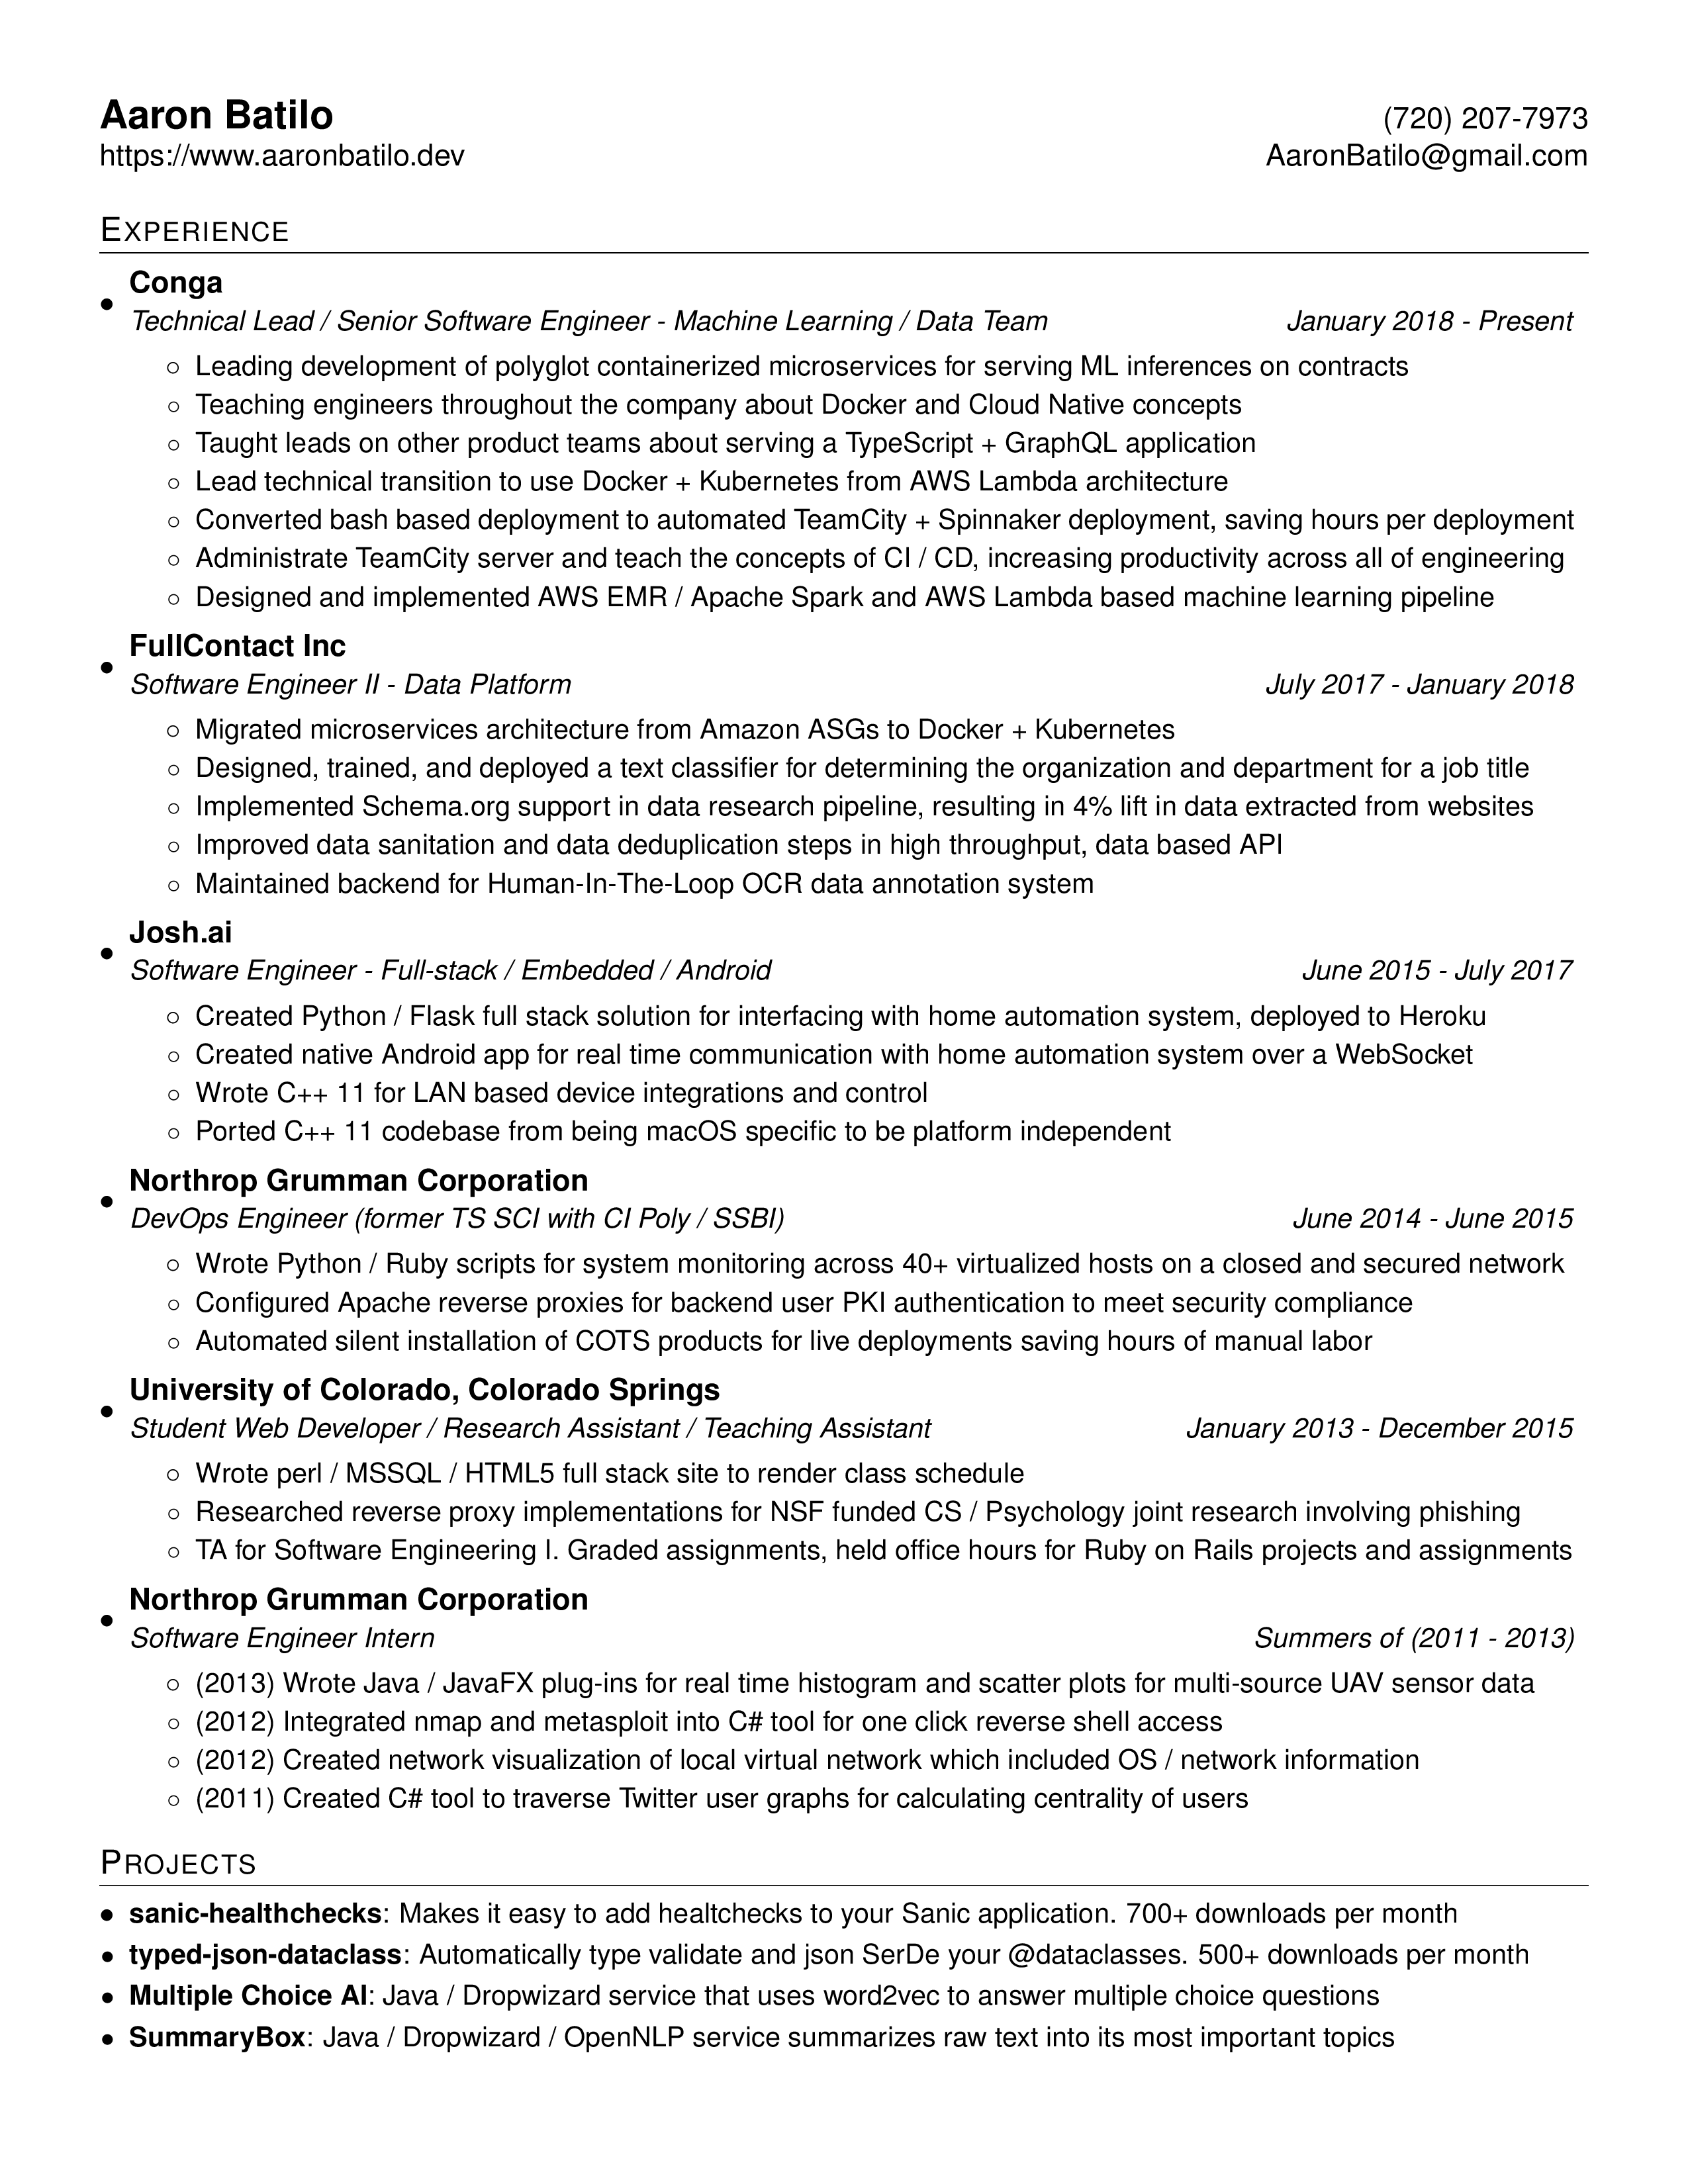 Aaron Batilo (720) 207-7973
https://www.aaronbatilo.dev AaronBatilo@gmail.com
EXPERIENCE
Conga
Technical Lead / Senior Software Engineer - Machine Learning / Data Team January 2018 - Present
Leading development of polyglot containerized microservices for serving ML inferences on contracts
Teaching engineers throughout the company about Docker and Cloud Native concepts
Taught leads on other product teams about serving a TypeScript + GraphQL application
Lead technical transition to use Docker + Kubernetes from AWS Lambda architecture
Converted bash based deployment to automated TeamCity + Spinnaker deployment, saving hours per deployment
Administrate TeamCity server and teach the concepts of CI / CD, increasing productivity across all of engineering
Designed and implemented AWS EMR / Apache Spark and AWS Lambda based machine learning pipeline
FullContact Inc
Software Engineer II - Data Platform July 2017 - January 2018
Migrated microservices architecture from Amazon ASGs to Docker + Kubernetes
Designed, trained, and deployed a text classifier for determining the organization and department for a job title
Implemented Schema.org support in data research pipeline, resulting in 4% lift in data extracted from websites
Improved data sanitation and data deduplication steps in high throughput, data based API
Maintained backend for Human-In-The-Loop OCR data annotation system
Josh.ai
Software Engineer - Full-stack / Embedded / Android June 2015 - July 2017
Created Python / Flask full stack solution for interfacing with home automation system, deployed to Heroku
Created native Android app for real time communication with home automation system over a WebSocket
Wrote C++ 11 for LAN based device integrations and control
Ported C++ 11 codebase from being macOS specific to be platform independent
Northrop Grumman Corporation
DevOps Engineer (former TS SCI with CI Poly / SSBI) June 2014 - June 2015
Wrote Python / Ruby scripts for system monitoring across 40+ virtualized hosts on a closed and secured network
Configured Apache reverse proxies for backend user PKI authentication to meet security compliance
Automated silent installation of COTS products for live deployments saving hours of manual labor
University of Colorado, Colorado Springs
Student Web Developer / Research Assistant / Teaching Assistant January 2013 - December 2015
Wrote perl / MSSQL / HTML5 full stack site to render class schedule
Researched reverse proxy implementations for NSF funded CS / Psychology joint research involving phishing
TA for Software Engineering I. Graded assignments, held office hours for Ruby on Rails projects and assignments
Northrop Grumman Corporation
Software Engineer Intern Summers of (2011 - 2013)
(2013) Wrote Java / JavaFX plug-ins for real time histogram and scatter plots for multi-source UAV sensor data
(2012) Integrated nmap and metasploit into C# tool for one click reverse shell access
(2012) Created network visualization of local virtual network which included OS / network information
(2011) Created C# tool to traverse Twitter user graphs for calculating centrality of users
PROJECTS
sanic-healthchecks: Makes it easy to add healtchecks to your Sanic application. 700+ downloads per month
typed-json-dataclass: Automatically type validate and json SerDe your @dataclasses. 500+ downloads per month
Multiple Choice AI: Java / Dropwizard service that uses word2vec to answer multiple choice questions
SummaryBox: Java / Dropwizard / OpenNLP service summarizes raw text into its most important topics